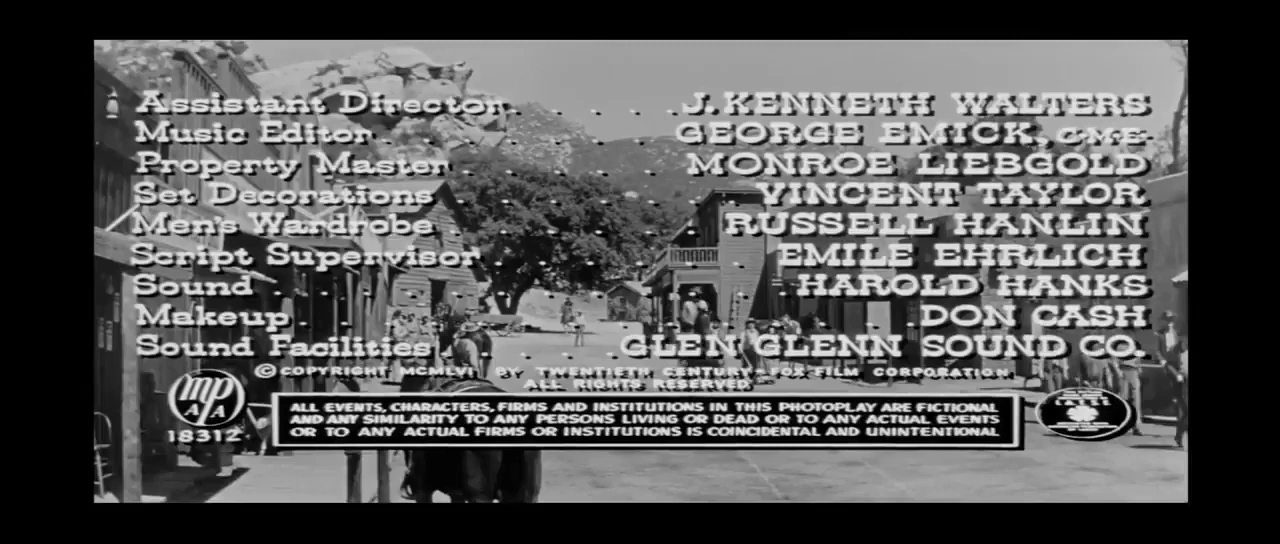 Assistant Director . . . . . J. KENNETH WALTERS
Music Editor . . . . . GEORGE EMICK, C.M.E.
Property Master . . . . . MONROE LIEBGOLD
Set Decorations . . . . . VINCENT TAYLOR
Men's Wardrobe . . . . . RUSSELL HANLIN
Script Supervisor . . . . . EMILE EHRLICH
Sound . . . . . HAROLD HANKS
Makeup . . . . . DON CASH
Sound Facilities . . . . . GLEN GLENN SOUND CO.
© COPYRIGHT MCMLVI BY TWENTIETH CENTURY-FOX FILM CORPORATION
ALL RIGHTS RESERVED
MPAA
18312
ALL EVENTS, CHARACTERS, FIRMS AND INSTITUTIONS IN THIS PHOTOPLAY ARE FICTIONAL
AND ANY SIMILARITY TO ANY PERSONS LIVING OR DEAD OR TO ANY ACTUAL EVENTS
OR TO ANY ACTUAL FIRMS OR INSTITUTIONS IS COINCIDENTAL AND UNINTENTIONAL